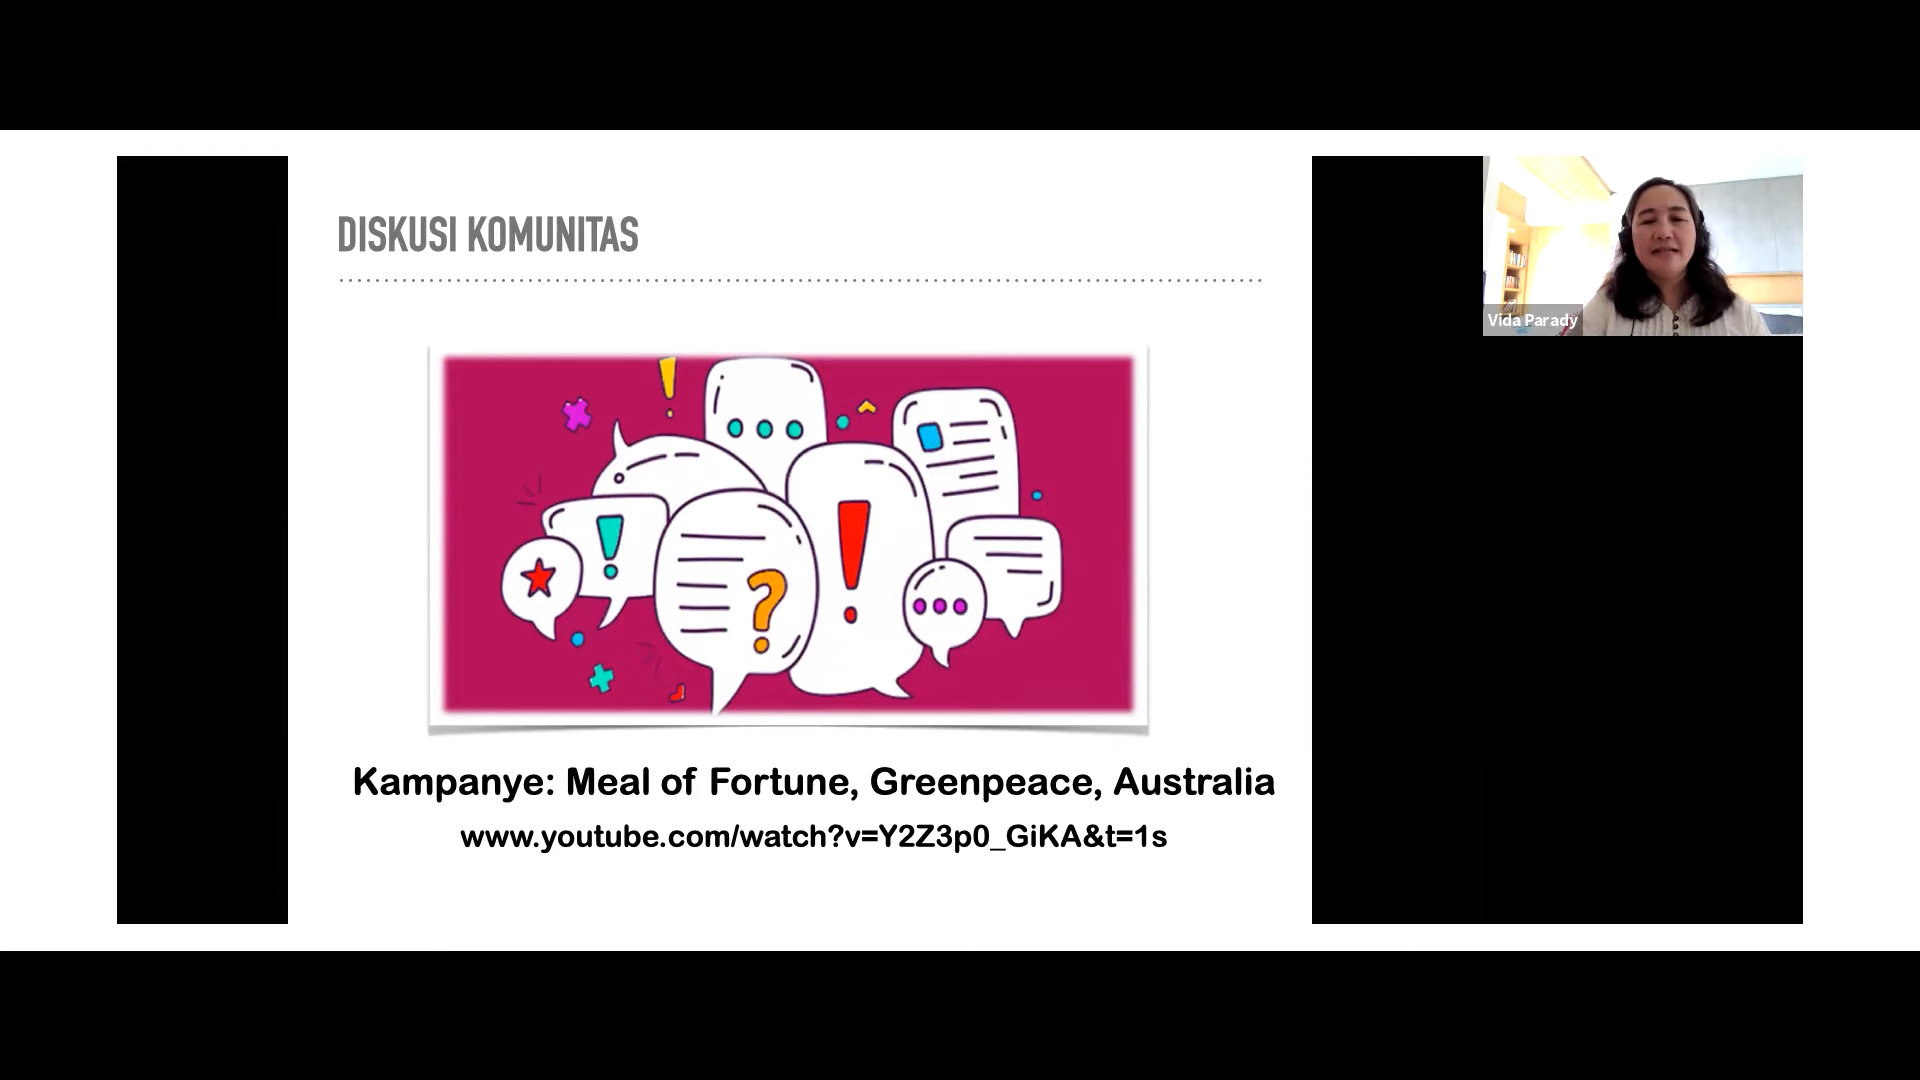 DISKUSI KOMUNITAS
Vida Parady
Kampanye: Meal of Fortune, Greenpeace, Australia
www.youtube.com/watch?v=Y2Z3p0_GiKA&t=1s